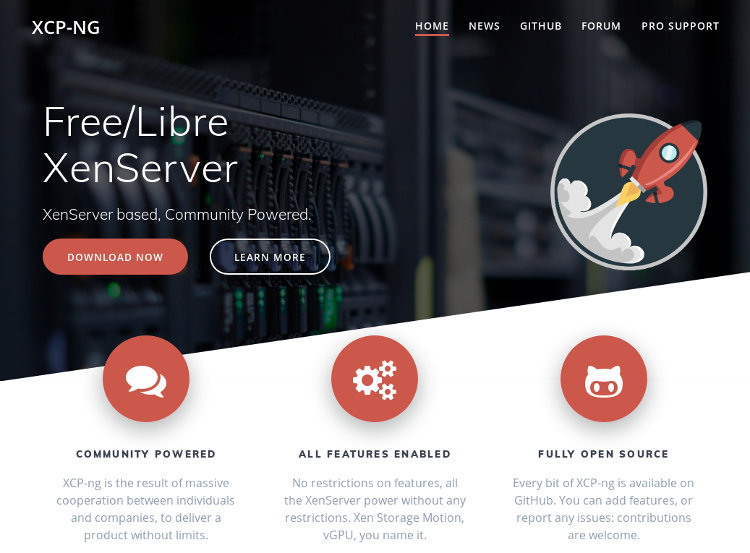 XCP-NG
HOME NEWS GITHUB FORUM PRO SUPPORT
Free/Libre
XenServer
XenServer based, Community Powered.
DOWNLOAD NOW LEARN MORE
COMMUNITY POWERED
XCP-ng is the result of massive
cooperation between individuals
and companies, to deliver a
product without limits.
ALL FEATURES ENABLED
No restrictions on features, all
the XenServer power without any
restrictions. Xen Storage Motion,
vGPU, you name it.
FULLY OPEN SOURCE
Every bit of XCP-ng is available on
GitHub. You can add features, or
report any issues: contributions
are welcome.